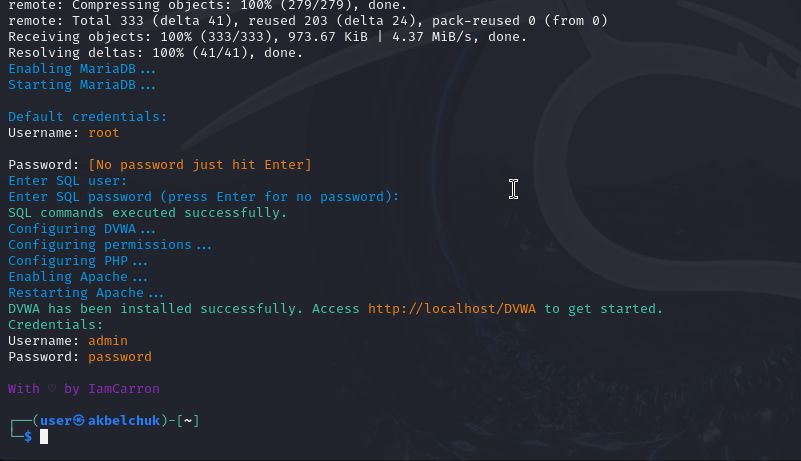 remote: Compressing objects: 100% (279/279), done.
remote: Total 333 (delta 41), reused 203 (delta 24), pack-reused 0 (from 0)
Receiving objects: 100% (333/333), 973.67 KiB | 4.37 MiB/s, done.
Resolving deltas: 100% (41/41), done.
Enabling MariaDB...
Starting MariaDB...
Default credentials:
Username: root
Password: [No password just hit Enter]
Enter SQL user:
Enter SQL password (press Enter for no password):
SQL commands executed successfully.
Configuring DVWA...
Configuring permissions...
Configuring PHP...
Enabling Apache...
Restarting Apache...
DVWA has been installed successfully. Access http://localhost/DVWA to get started.
Credentials:
Username: admin
Password: password
With ♡ by IamCarron
┌──(user㉿akbelchuk)-[~]
└─$